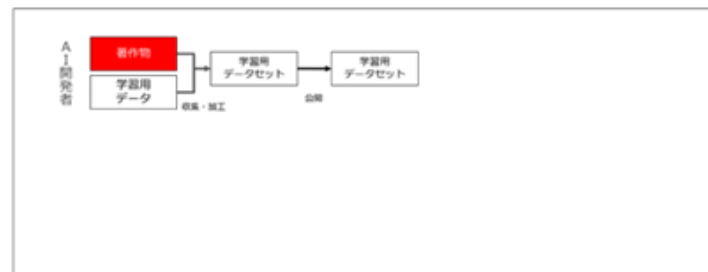 AI開発者
著作物
学習用
データ
収集・加工
学習用
データセット
公開
学習用
データセット